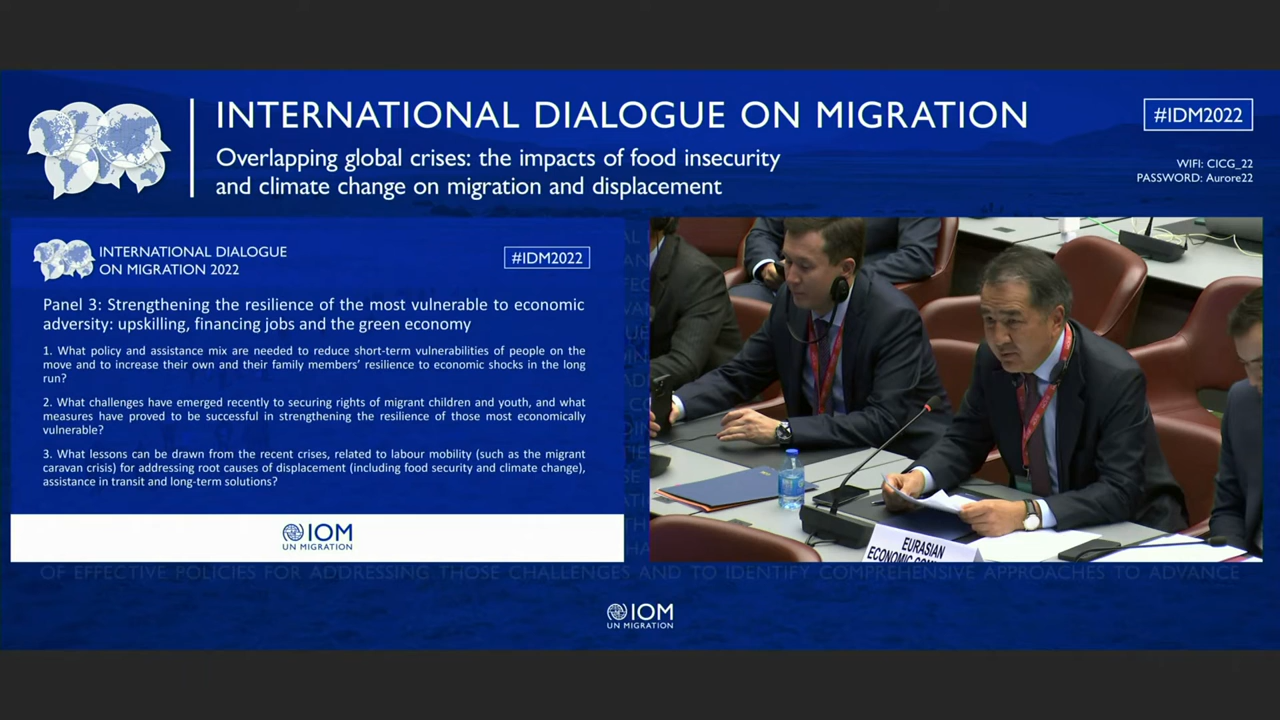 INTERNATIONAL DIALOGUE ON MIGRATION
Overlapping global crises: the impacts of food insecurity
and climate change on migration and displacement
#IDM2022
WIFI: CICG_22
PASSWORD: Aurore22
INTERNATIONAL DIALOGUE
ON MIGRATION 2022
#IDM2022
Panel 3: Strengthening the resilience of the most vulnerable to economic
adversity: upskilling, financing jobs and the green economy
1. What policy and assistance mix are needed to reduce short-term vulnerabilities of people on the
move and to increase their own and their family members' resilience to economic shocks in the long
run?
2. What challenges have emerged recently to securing rights of migrant children and youth, and what
measures have proved to be successful in strengthening the resilience of those most economically
vulnerable?
3. What lessons can be drawn from the recent crises, related to labour mobility (such as the migrant
caravan crisis) for addressing root causes of displacement (including food security and climate change),
assistance in transit and long-term solutions?
IOM
UN MIGRATION
EURASIAN
ECONOMIC
OF EFFECTIVE POLICIES FOR ADDRESSING THOSE CHALLENGES AND TO IDENTIFY COMPREHENSIVE APPROACHES TO ADVANCE
IOM
UN MIGRATION